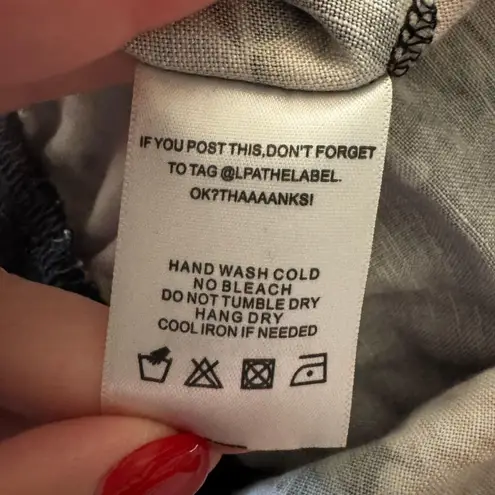 IF YOU POST THIS,DON'T FORGET
TO TAG @LPATHELABEL.
OK?THAAAANKS!
HAND WASH COLD
NO BLEACH
DO NOT TUMBLE DRY
HANG DRY
COOL IRON IF NEEDED